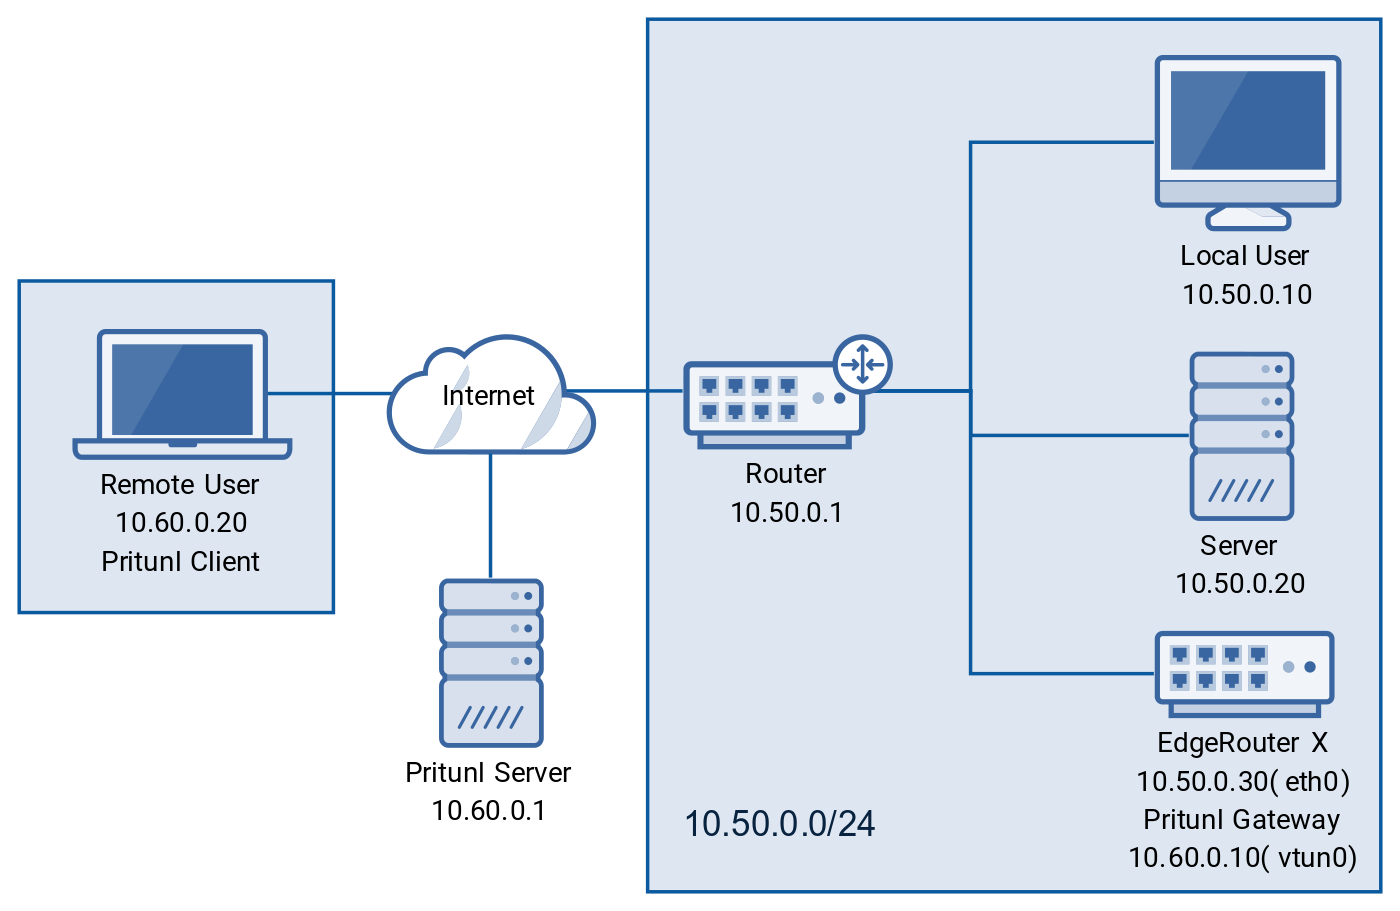 Local User
10.50.0.10
Internet
Remote User
10.60.0.20
Pritunl Client
Router
10.50.0.1
Server
10.50.0.20
Pritunl Server
10.60.0.1
10.50.0.0/24
EdgeRouter X
10.50.0.30( eth0)
Pritunl Gateway
10.60.0.10( vtun0)